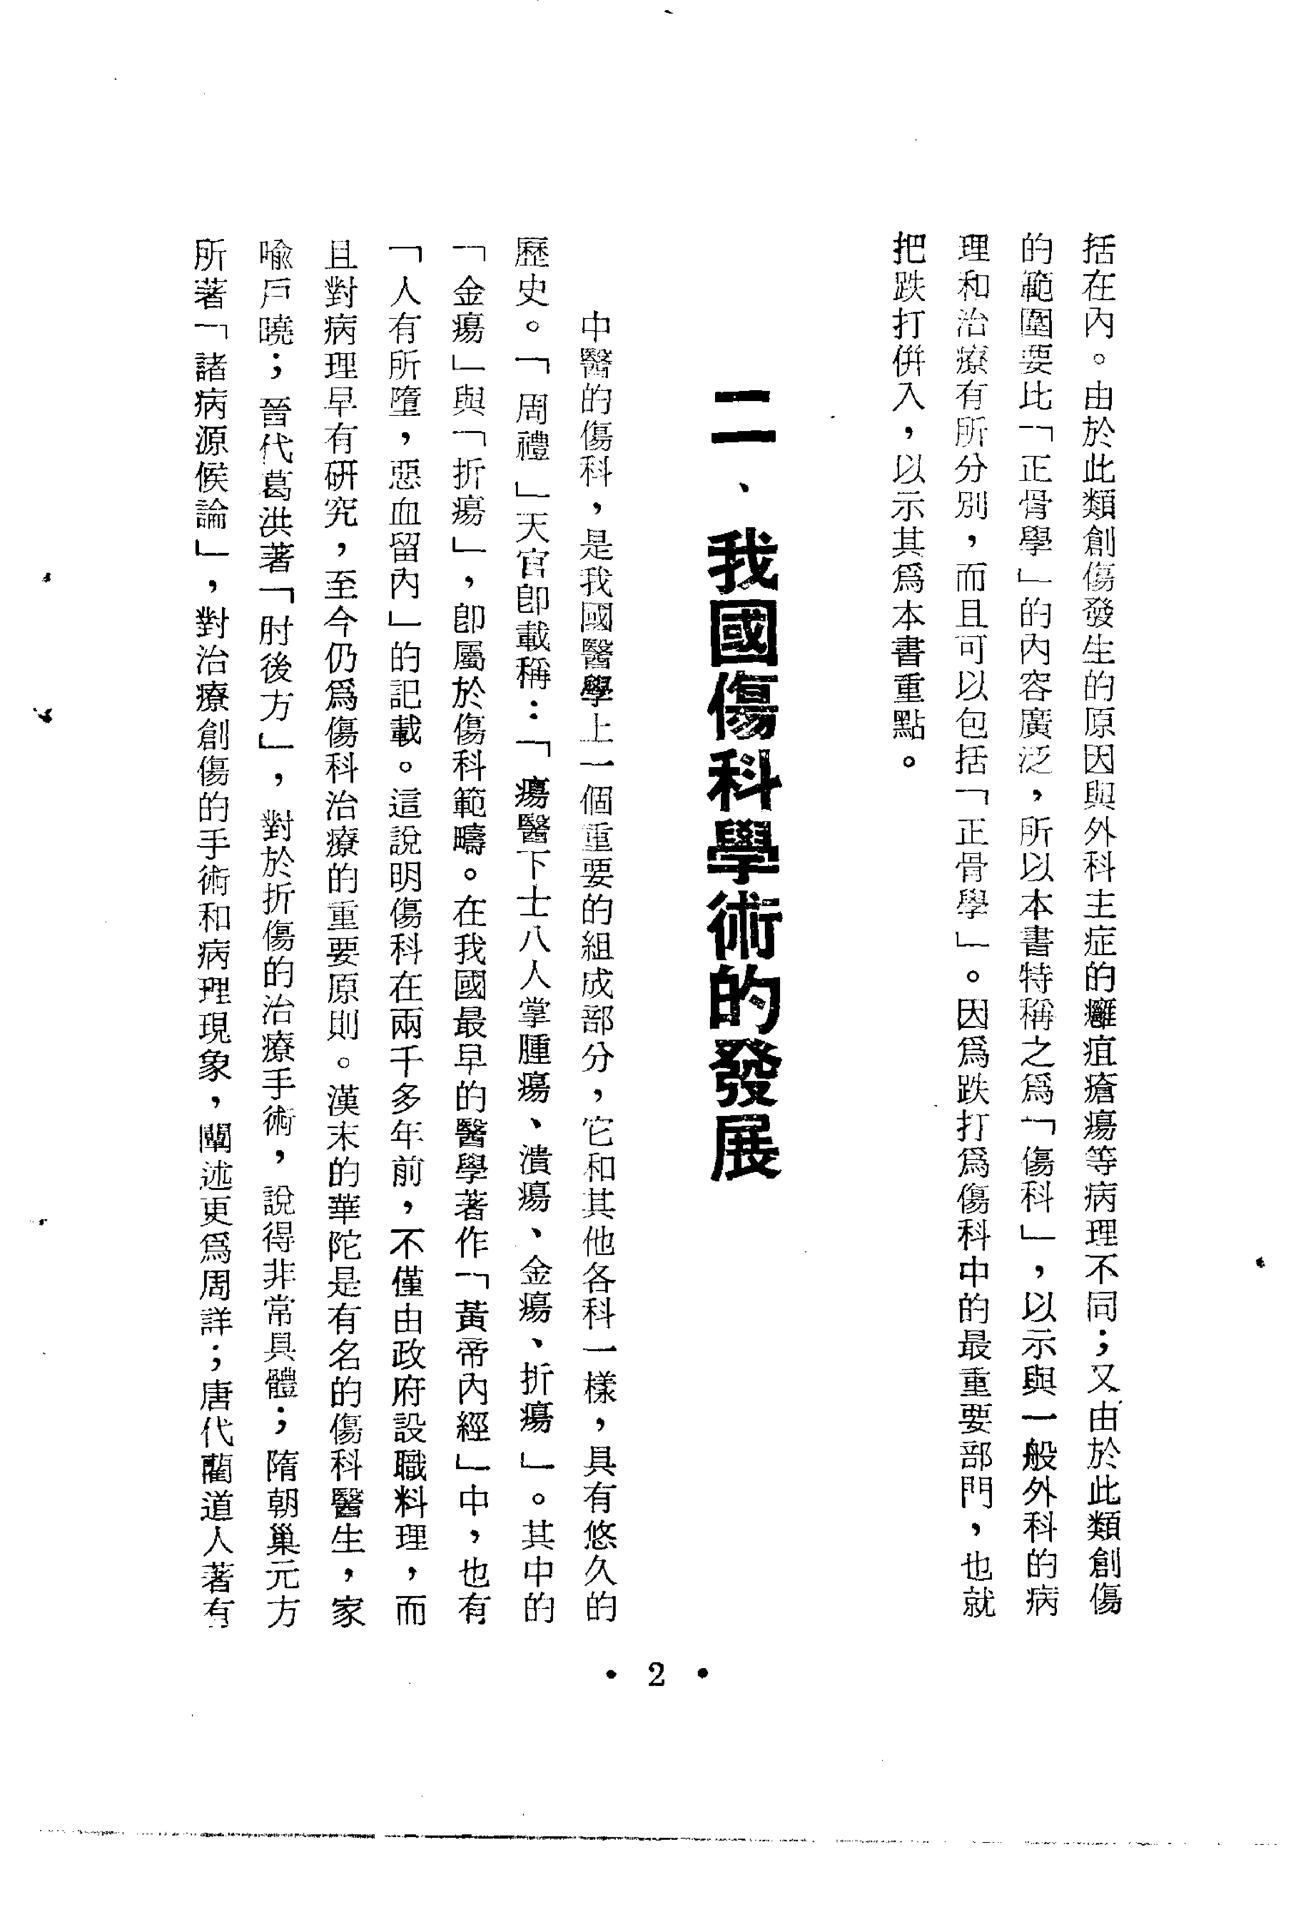 括在內。由於此類創傷發生的原因與外科主症的癰疽瘡瘍等病理不同；又由於此類創傷
的範圍要比「正骨學」的內容廣泛，所以本書特稱之爲「傷科」，以示與一般外科的病
理和治療有所分別，而且可以包括「正骨學」。因爲跌打爲傷科中的最重要部門，也就
把跌打併入，以示其爲本書重點。
二、我國傷科學術的發展
中醫的傷科，是我國醫學上一個重要的組成部分，它和其他各科一樣，具有悠久的
歷史。「周禮」天官卽載稱：「瘍醫下士八人掌腫瘍、潰瘍、金瘍、折瘍」。其中的
「金瘍」與「折瘍」，卽屬於傷科範疇。在我國最早的醫學著作「黃帝內經」中，也有
「人有所墮，惡血留內」的記載。這說明傷科在兩千多年前，不僅由政府設職料理，而
且對病理早有研究，至今仍爲傷科治療的重要原則。漢末的華陀是有名的傷科醫生，家
喻戶曉；晉代葛洪著「肘後方」，對於折傷的治療手術，說得非常具體；隋朝巢元方
所著「諸病源候論」，對治療創傷的手術和病理現象，闡述更爲周詳；唐代藺道人著有
• 2 •